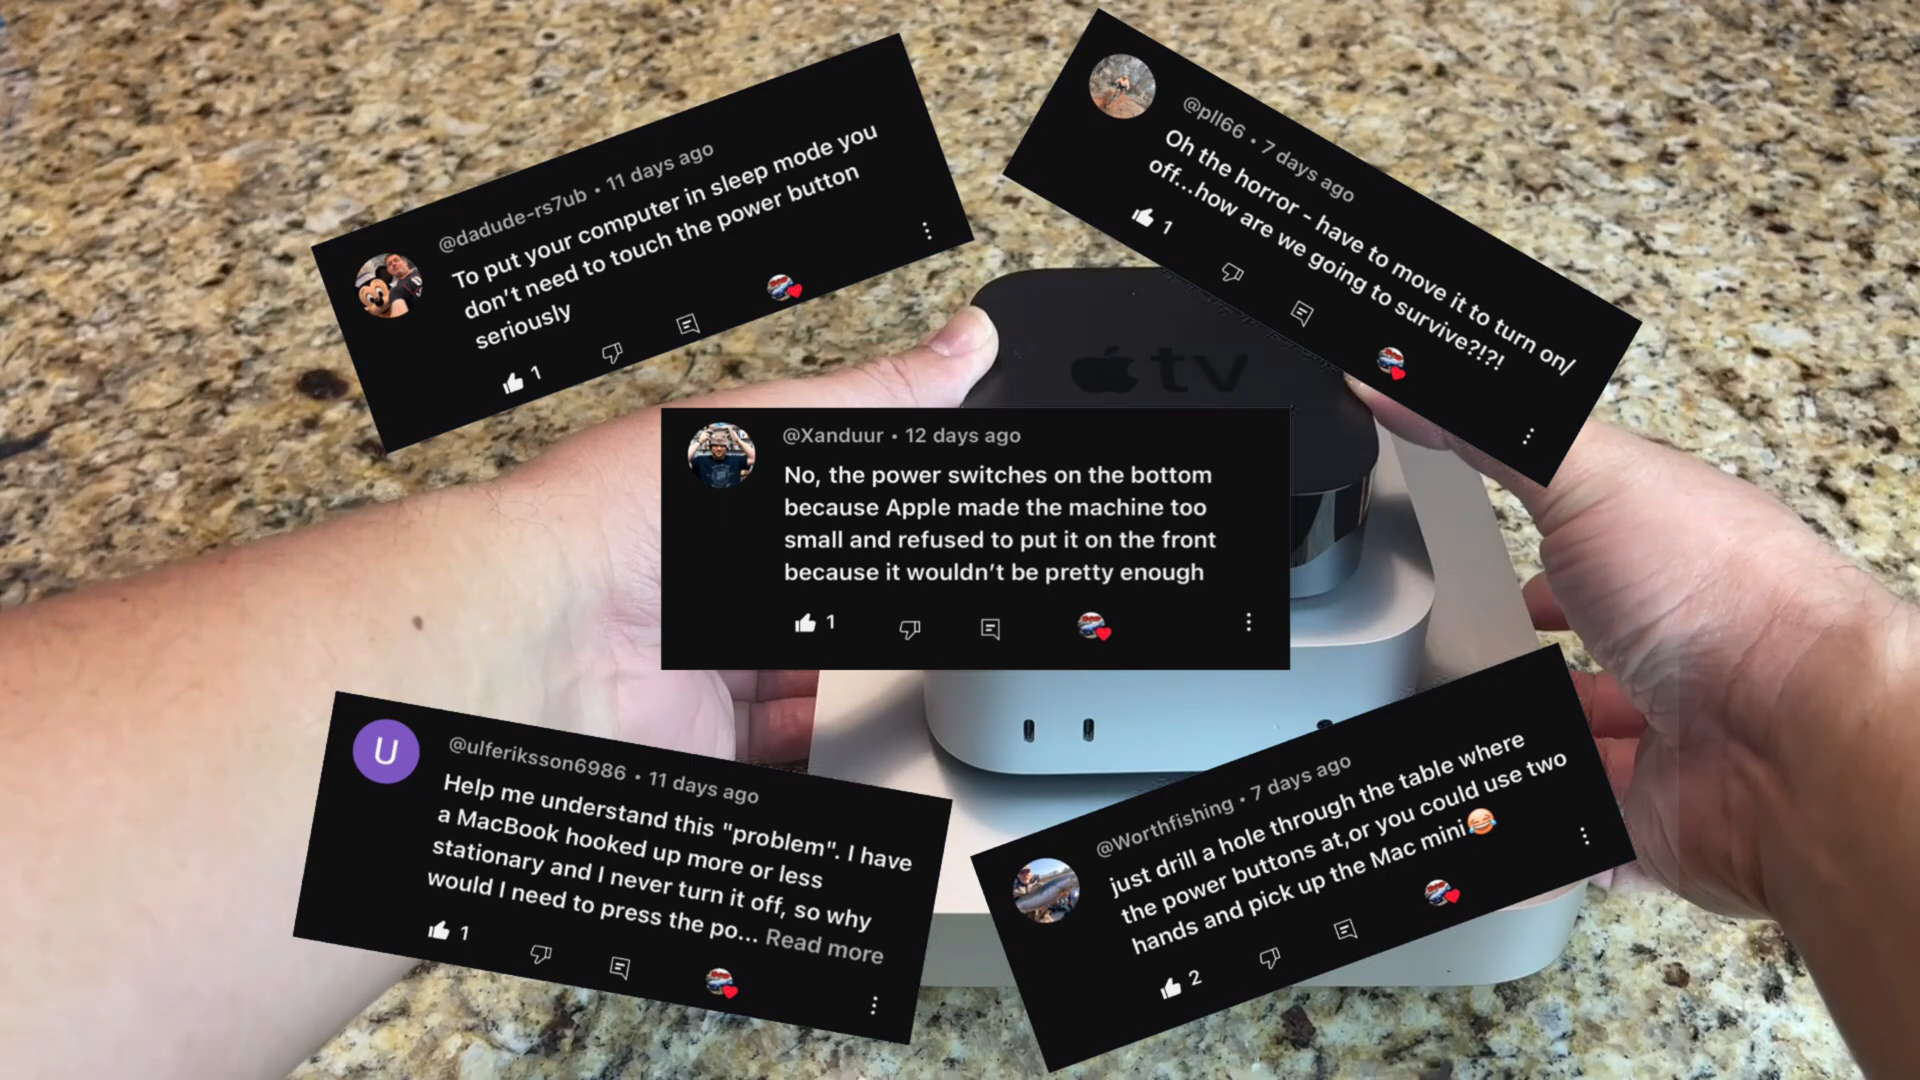 @dadude-rs7ub • 11 days ago
To put your computer in sleep mode you
don't need to touch the power button
seriously
1
@pll66 • 7 days ago
Oh the horror - have to move it to turn on/
off...how are we going to survive?!?!
1
tv
@Xanduur • 12 days ago
No, the power switches on the bottom
because Apple made the machine too
small and refused to put it on the front
because it wouldn't be pretty enough
1
U
@ulferiksson6986 • 11 days ago
Help me understand this "problem". I have
a MacBook hooked up more or less
stationary and I never turn it off, so why
would I need to press the po... Read more
1
@Worthfishing • 7 days ago
just drill a hole through the table where
the power buttons at,or you could use two
hands and pick up the Mac mini😂
2